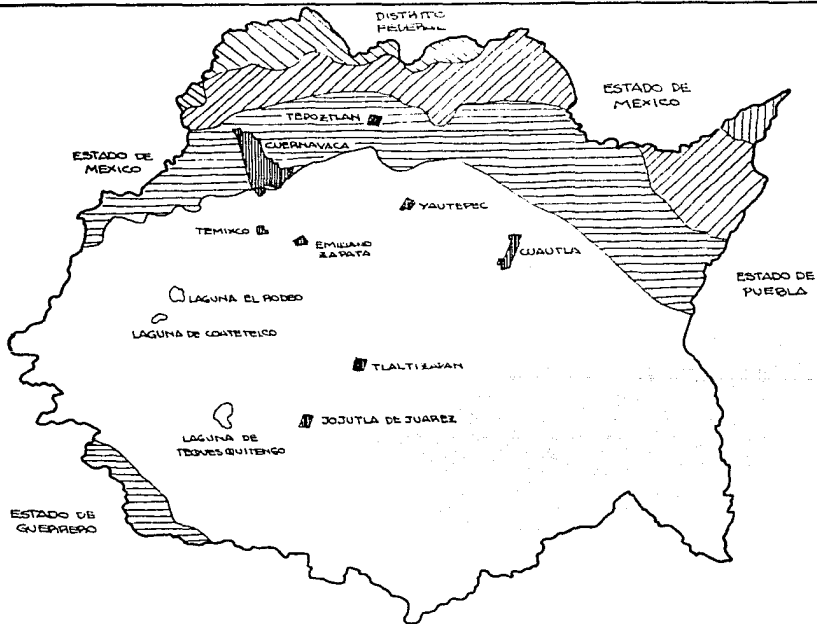 DISTRITO
FEDERAL
ESTADO DE
MEXICO
TEPOZTLAN
ESTADO DE
MEXICO
CUERNAVACA
YAUTEPEC
TEMIXCO
EMILIANO
ZAPATA
CUAUTLA
ESTADO DE
PUEBLA
LAGUNA EL RODEO
LAGUNA DE COATETELCO
TLALTIZAPAN
LAGUNA DE
TEQUESQUITENGO
JOJUTLA DE JUAREZ
ESTADO DE
GUERRERO